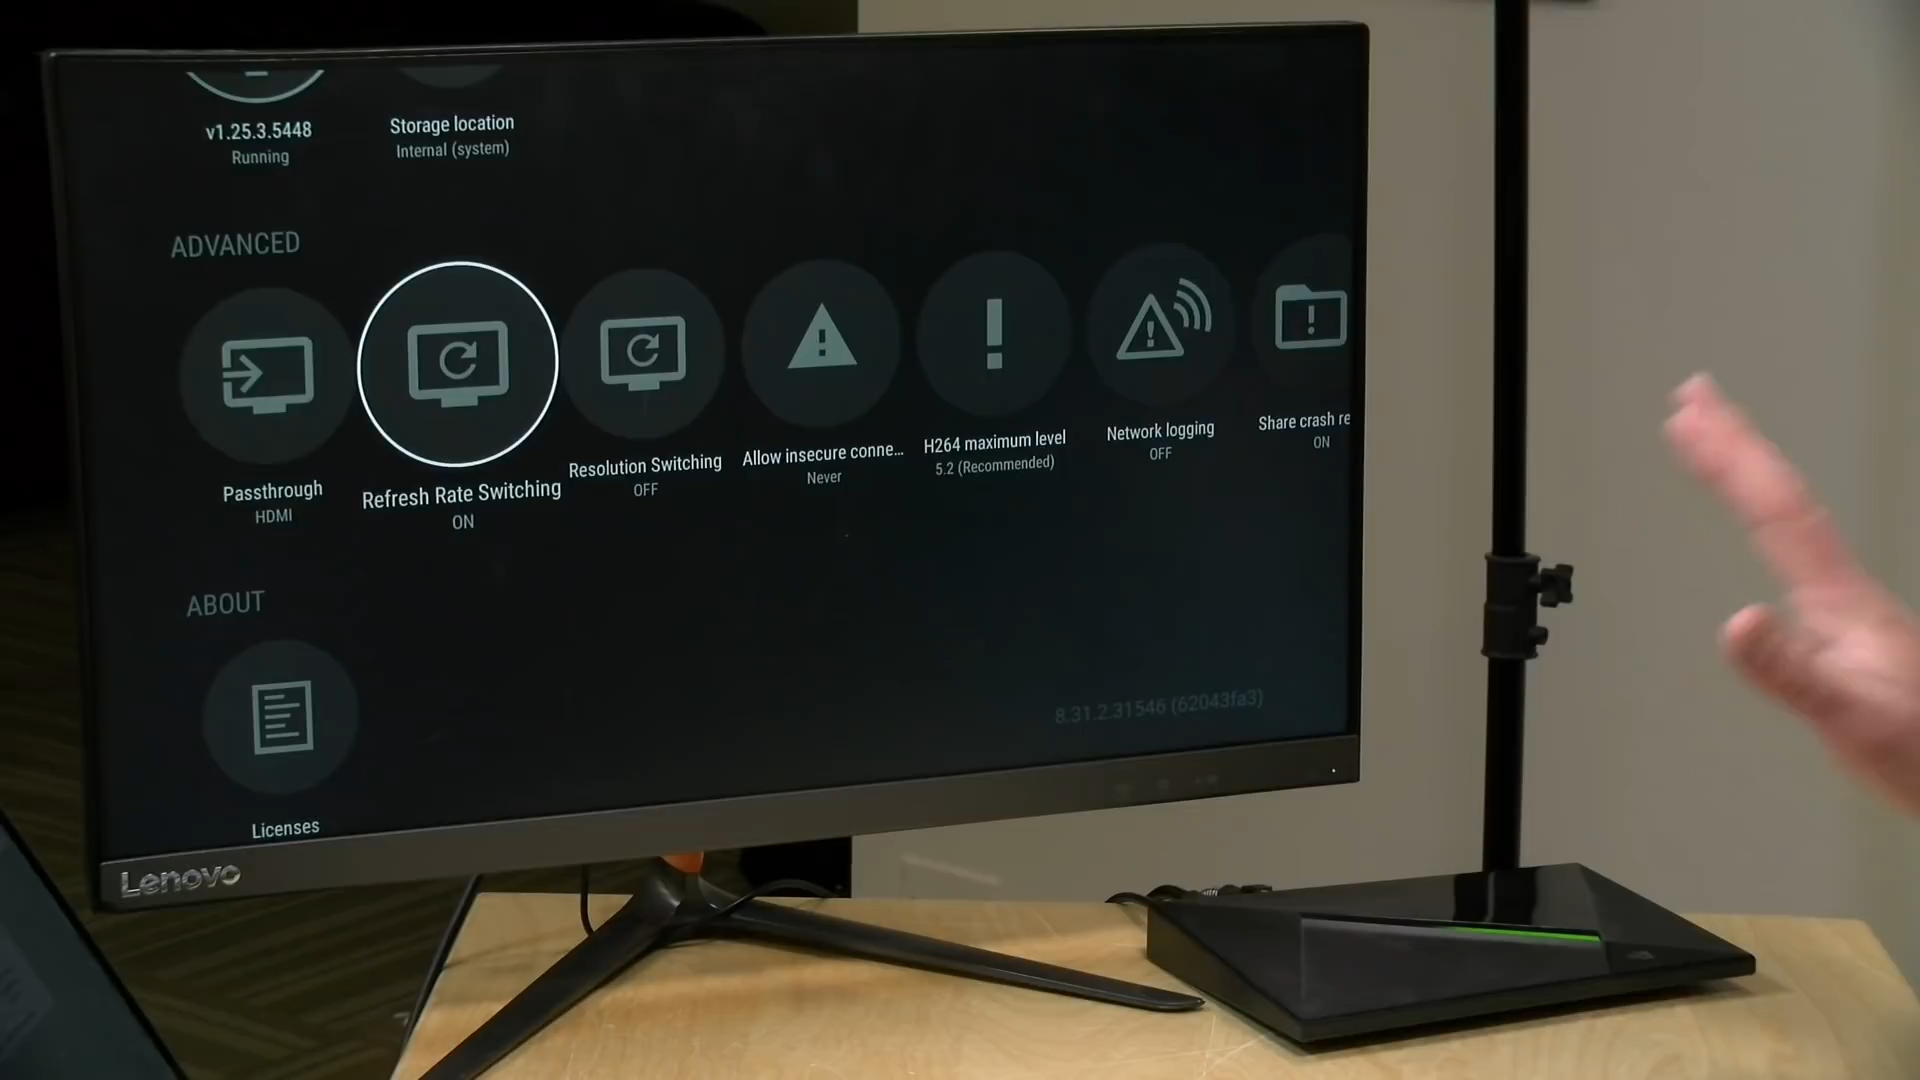 v1.25.3.5448
Running
Storage location
Internal (system)
ADVANCED
Passthrough
HDMI
Refresh Rate Switching
ON
Resolution Switching
OFF
Allow insecure conne...
Never
H264 maximum level
5.2 (Recommended)
Network logging
OFF
Share crash re
ON
ABOUT
Licenses
8.31.2.31546 (62043fa3)
Lenovo